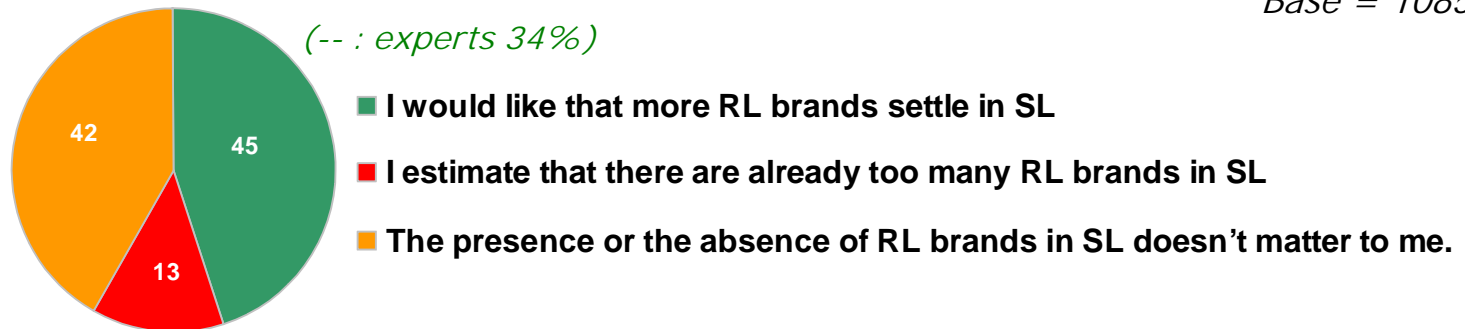 Base = 1085
(-- : experts 34%)
I would like that more RL brands settle in SL
42
45
I estimate that there are already too many RL brands in SL
The presence or the absence of RL brands in SL doesn’t matter to me.
13